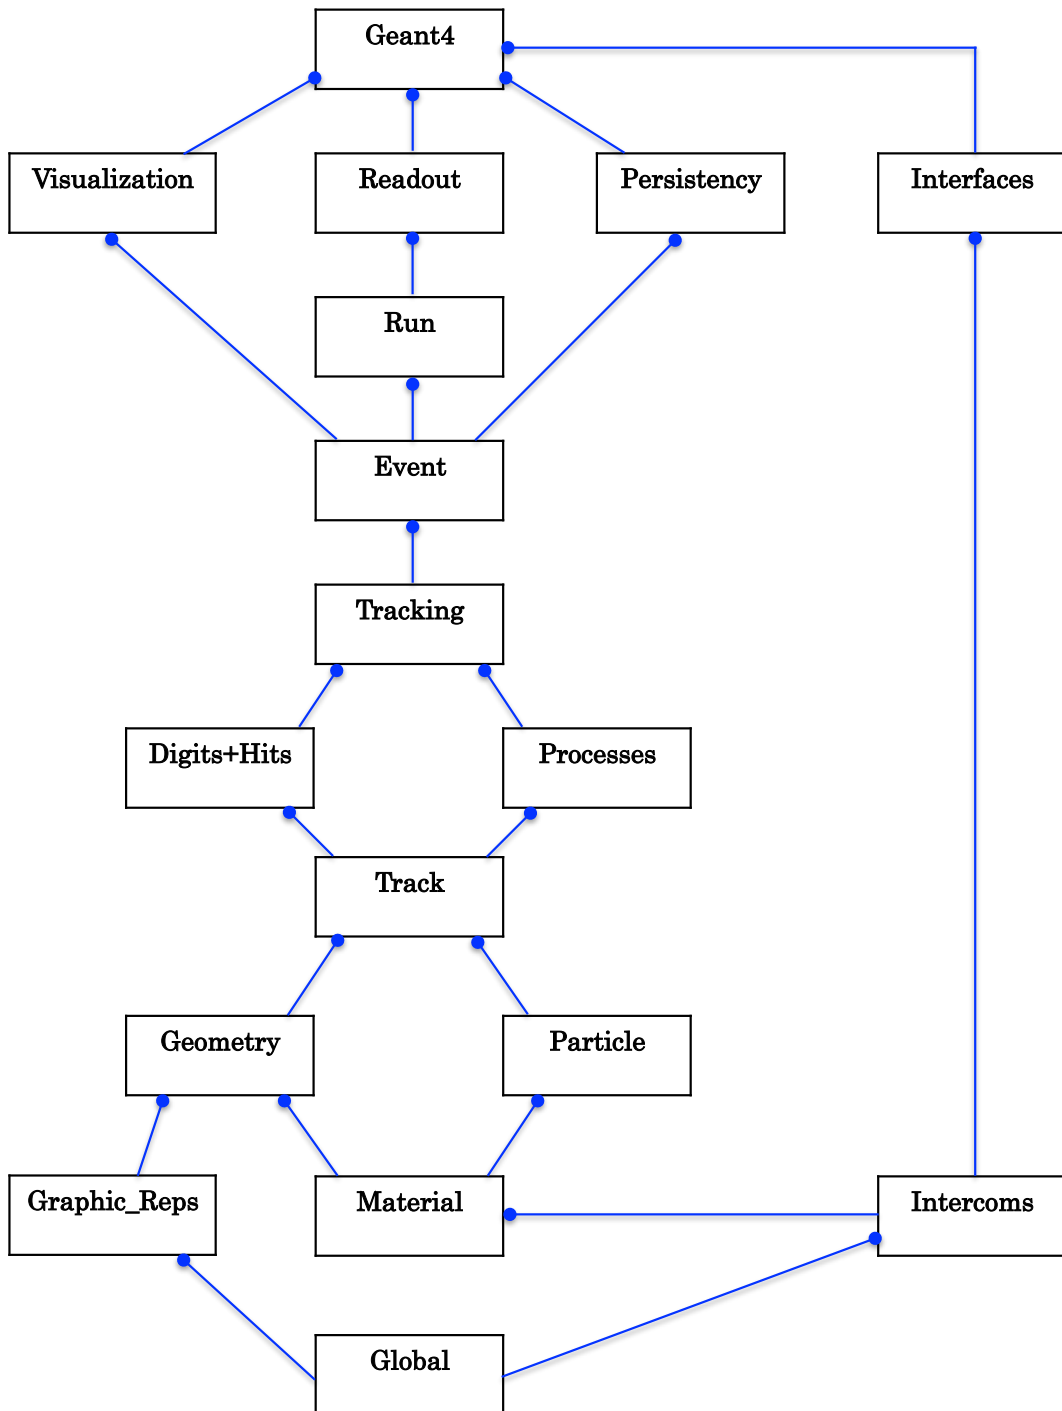 Geant4
Visualization
Readout
Persistency
Interfaces
Run
Event
Tracking
Digits+Hits
Processes
Track
Geometry
Particle
Graphic_Reps
Material
Intercoms
Global